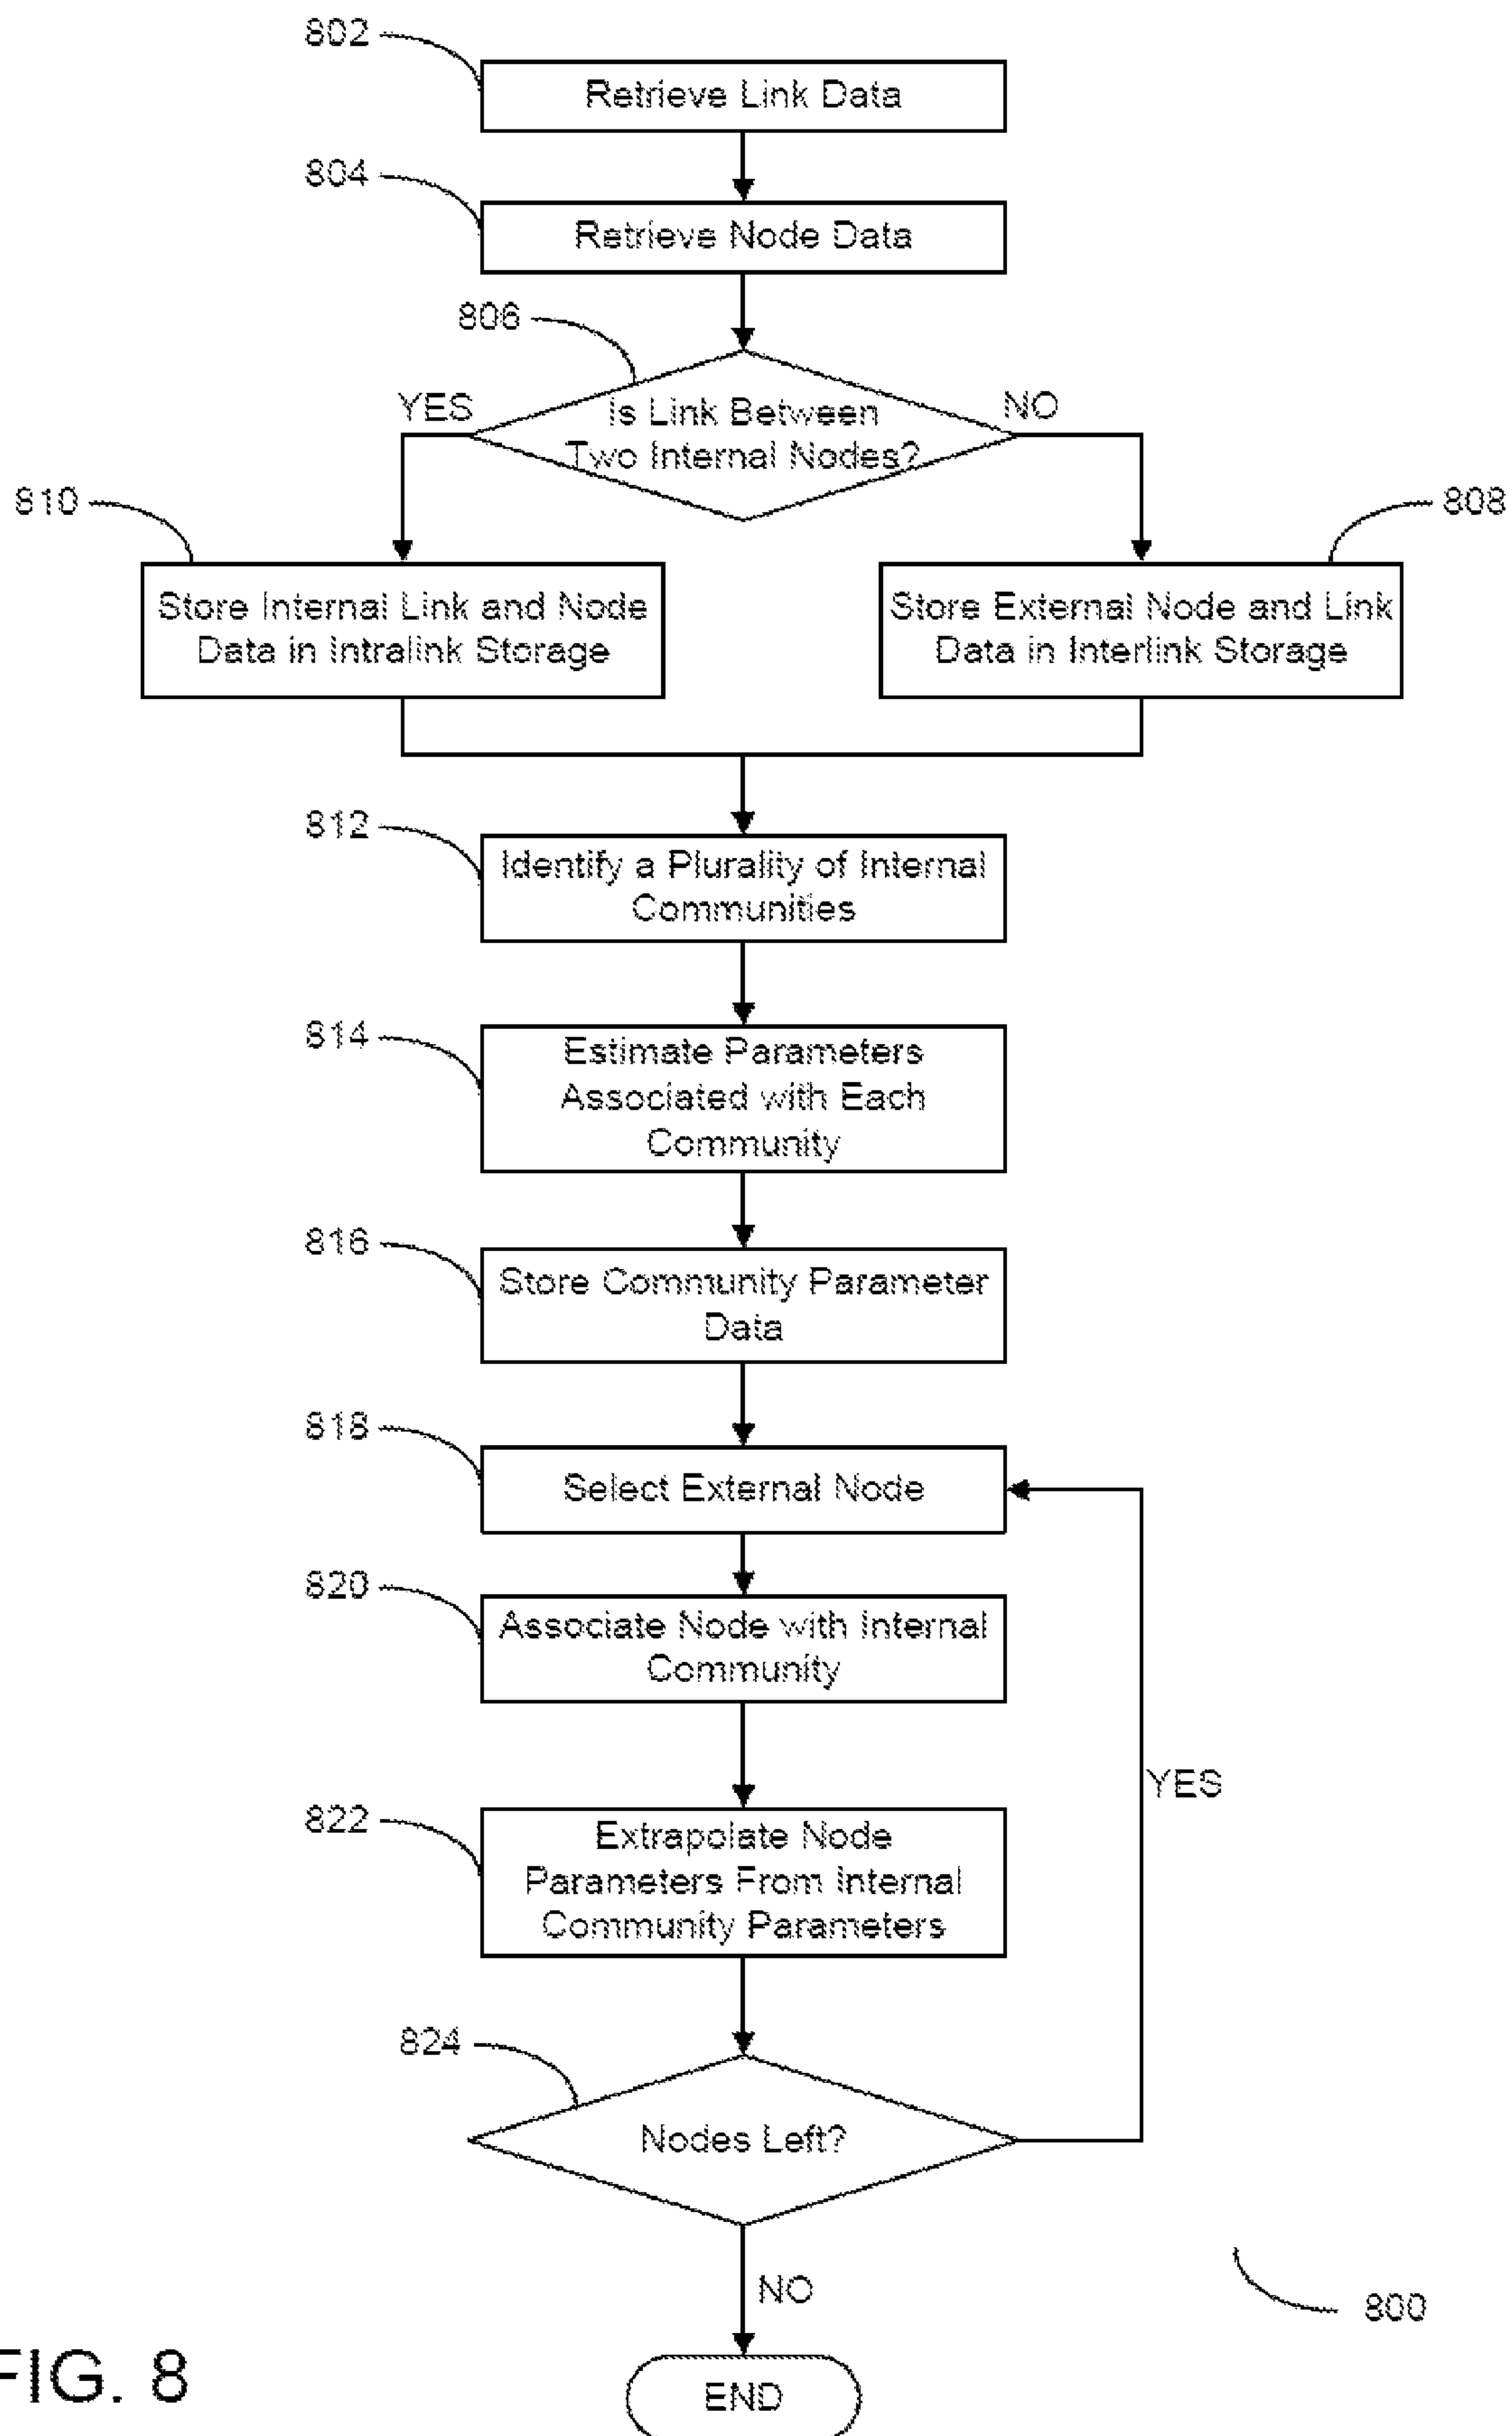 802
Retrieve Link Data
804
Retrieve Node Data
806
YES
Is Link Between
Two Internal Nodes?
NO
810
808
Store Internal Link and Node
Data in Intralink Storage
Store External Node and Link
Data in Interlink Storage
812
Identify a Plurality of Internal
Communities
814
Estimate Parameters
Associated with Each
Community
816
Store Community Parameter
Data
818
Select External Node
820
Associate Node with Internal
Community
YES
822
Extrapolate Node
Parameters From Internal
Community Parameters
824
Nodes Left?
NO
800
FIG. 8
END